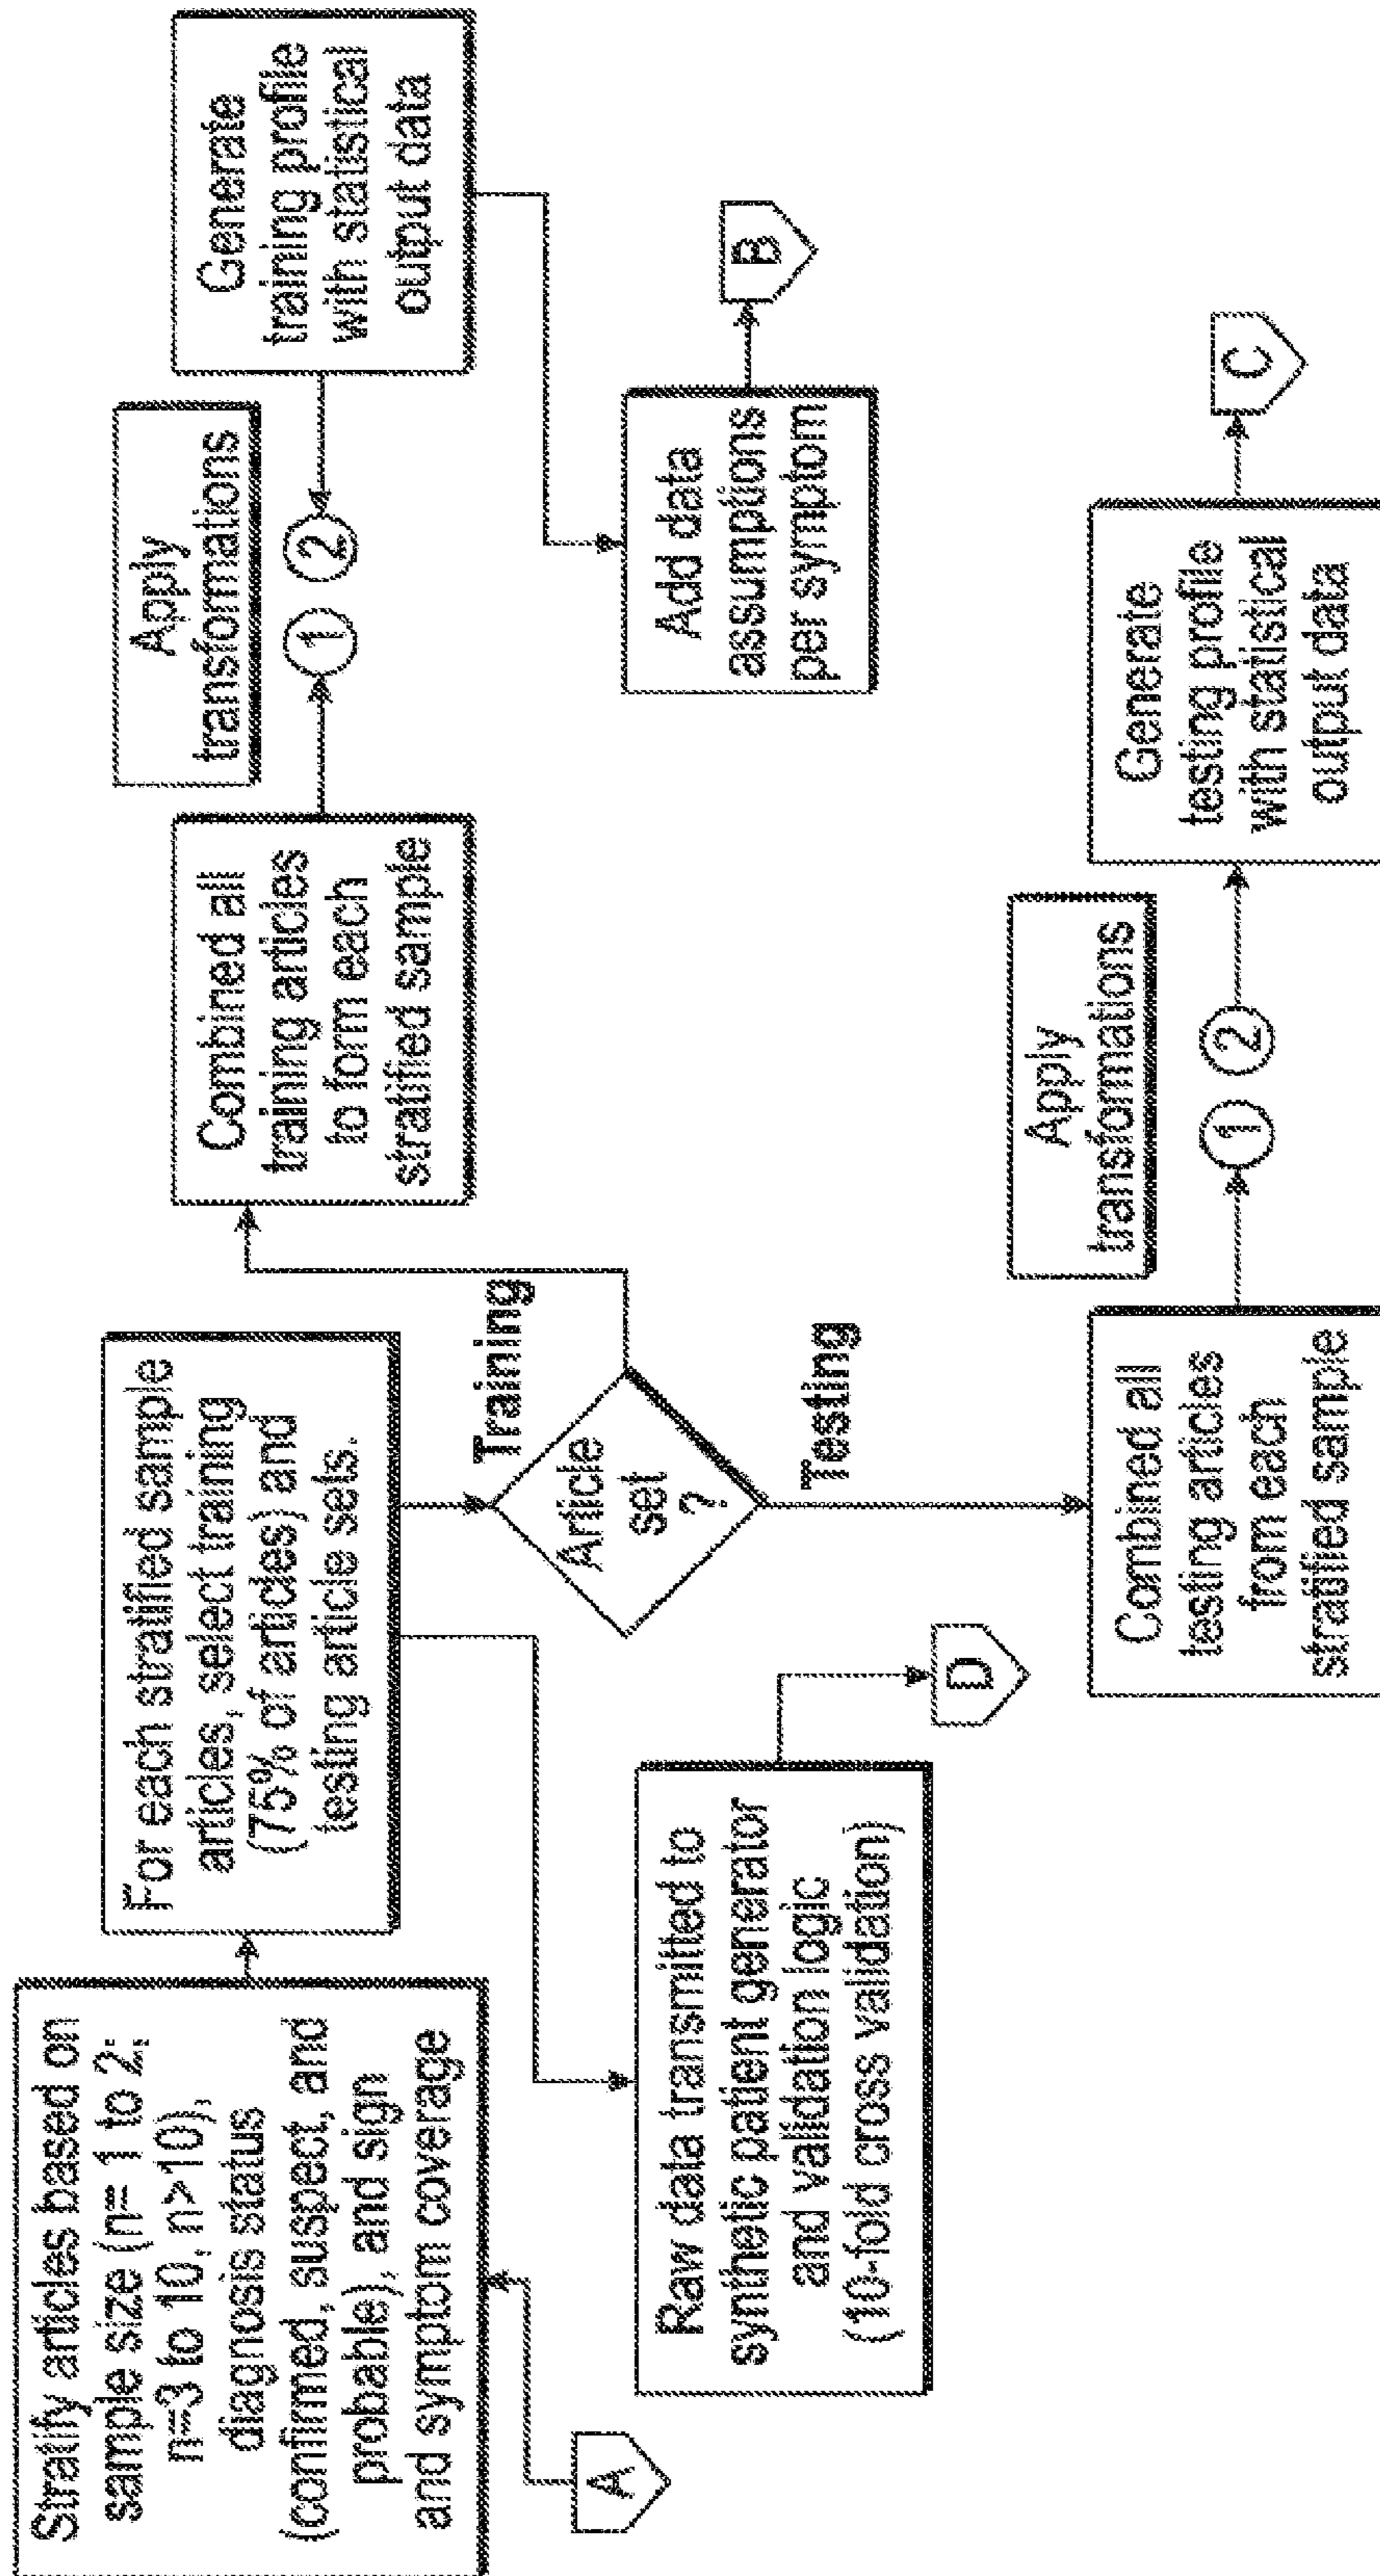 Stratify articles based on
sample size (n= 1 to 2,
n=3 to 10, n>10),
diagnosis status
(confirmed, suspect, and
probable), and sign
and symptom coverage
A
For each stratified sample
articles, select training
(75% of articles) and
testing article sets.
Raw data transmitted to
synthetic patient generator
and validation logic
(10-fold cross validation)
D
Article
set
?
Training
Testing
Combined all
training articles
to form each
stratified sample
Apply
transformations
1 2
Generate
training profile
with statistical
output data
Add data
assumptions
per symptom
B
Combined all
testing articles
from each
stratified sample
Apply
transformations
1 2
Generate
testing profile
with statistical
output data
C